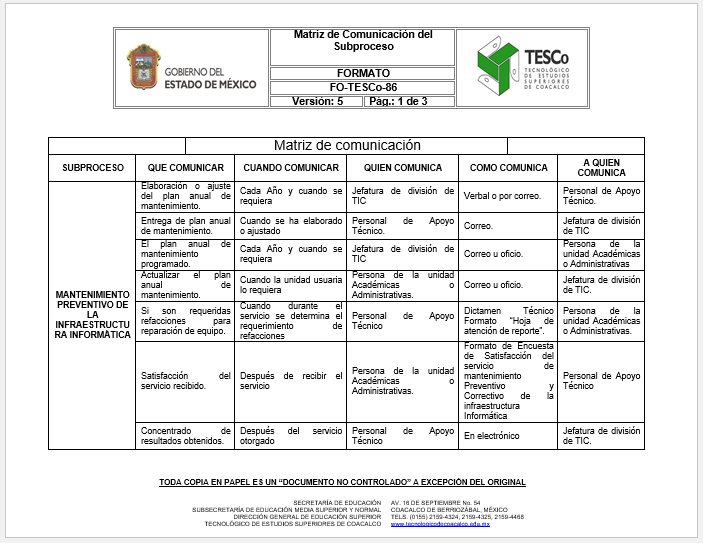 GOBIERNO DEL
ESTADO DE MÉXICO
Matriz de Comunicación del
Subproceso
FORMATO
FO-TESCo-86
Versión: 5
Pág.: 1 de 3
TESCo
TECNOLÓGICO
DE ESTUDIOS
SUPERIORES
DE COACALCO
Matriz de comunicación
SUBPROCESO
QUE COMUNICAR
CUANDO COMUNICAR
QUIEN COMUNICA
COMO COMUNICA
A QUIEN
COMUNICA
MANTENIMIENTO
PREVENTIVO DE
LA
INFRAESTRUCTU
RA INFORMÁTICA
Elaboración o ajuste
del plan anual de
mantenimiento.
Cada Año y cuando se
requiera
Jefatura de división de
TIC
Verbal o por correo.
Personal de Apoyo
Técnico.
Entrega de plan anual
de mantenimiento.
Cuando se ha elaborado
o ajustado
Personal de Apoyo
Técnico.
Correo.
Jefatura de división
de TIC
El plan anual de
mantenimiento
programado.
Cada Año y cuando se
requiera
Jefatura de división de
TIC
Correo u oficio.
Persona de la
unidad Académicas
o Administrativas
Actualizar el plan
anual de
mantenimiento.
Cuando la unidad usuaria
lo requiera
Persona de la unidad
Académicas o
Administrativas.
Correo u oficio.
Jefatura de división
de TIC.
Si son requeridas
refacciones para
reparación de equipo.
Cuando durante el
servicio se determina el
requerimiento de
refacciones
Personal de Apoyo
Técnico
Dictamen Técnico
Formato "Hoja de
atención de reporte".
Persona de la
unidad Académicas
o Administrativas.
Satisfacción del
servicio recibido.
Después de recibir el
servicio
Persona de la unidad
Académicas o
Administrativas.
Formato de Encuesta
de Satisfacción del
servicio de
mantenimiento
Preventivo y
Correctivo de la
infraestructura
Informática
Personal de Apoyo
Técnico
Concentrado de
resultados obtenidos.
Después del servicio
otorgado
Personal de Apoyo
Técnico
En electrónico
Jefatura de división
de TIC.
TODA COPIA EN PAPEL ES UN "DOCUMENTO NO CONTROLADO" A EXCEPCIÓN DEL ORIGINAL
SECRETARÍA DE EDUCACIÓN
SUBSECRETARÍA DE EDUCACIÓN MEDIA SUPERIOR Y NORMAL
DIRECCIÓN GENERAL DE EDUCACIÓN SUPERIOR
TECNOLÓGICO DE ESTUDIOS SUPERIORES DE COACALCO
AV. 16 DE SEPTIEMBRE No. 54
COACALCO DE BERRIOZÁBAL, MÉXICO
TELS. (0155) 2159-4324, 2159-4325, 2159-4468
www.tecnologicodecoacalco.edu.mx